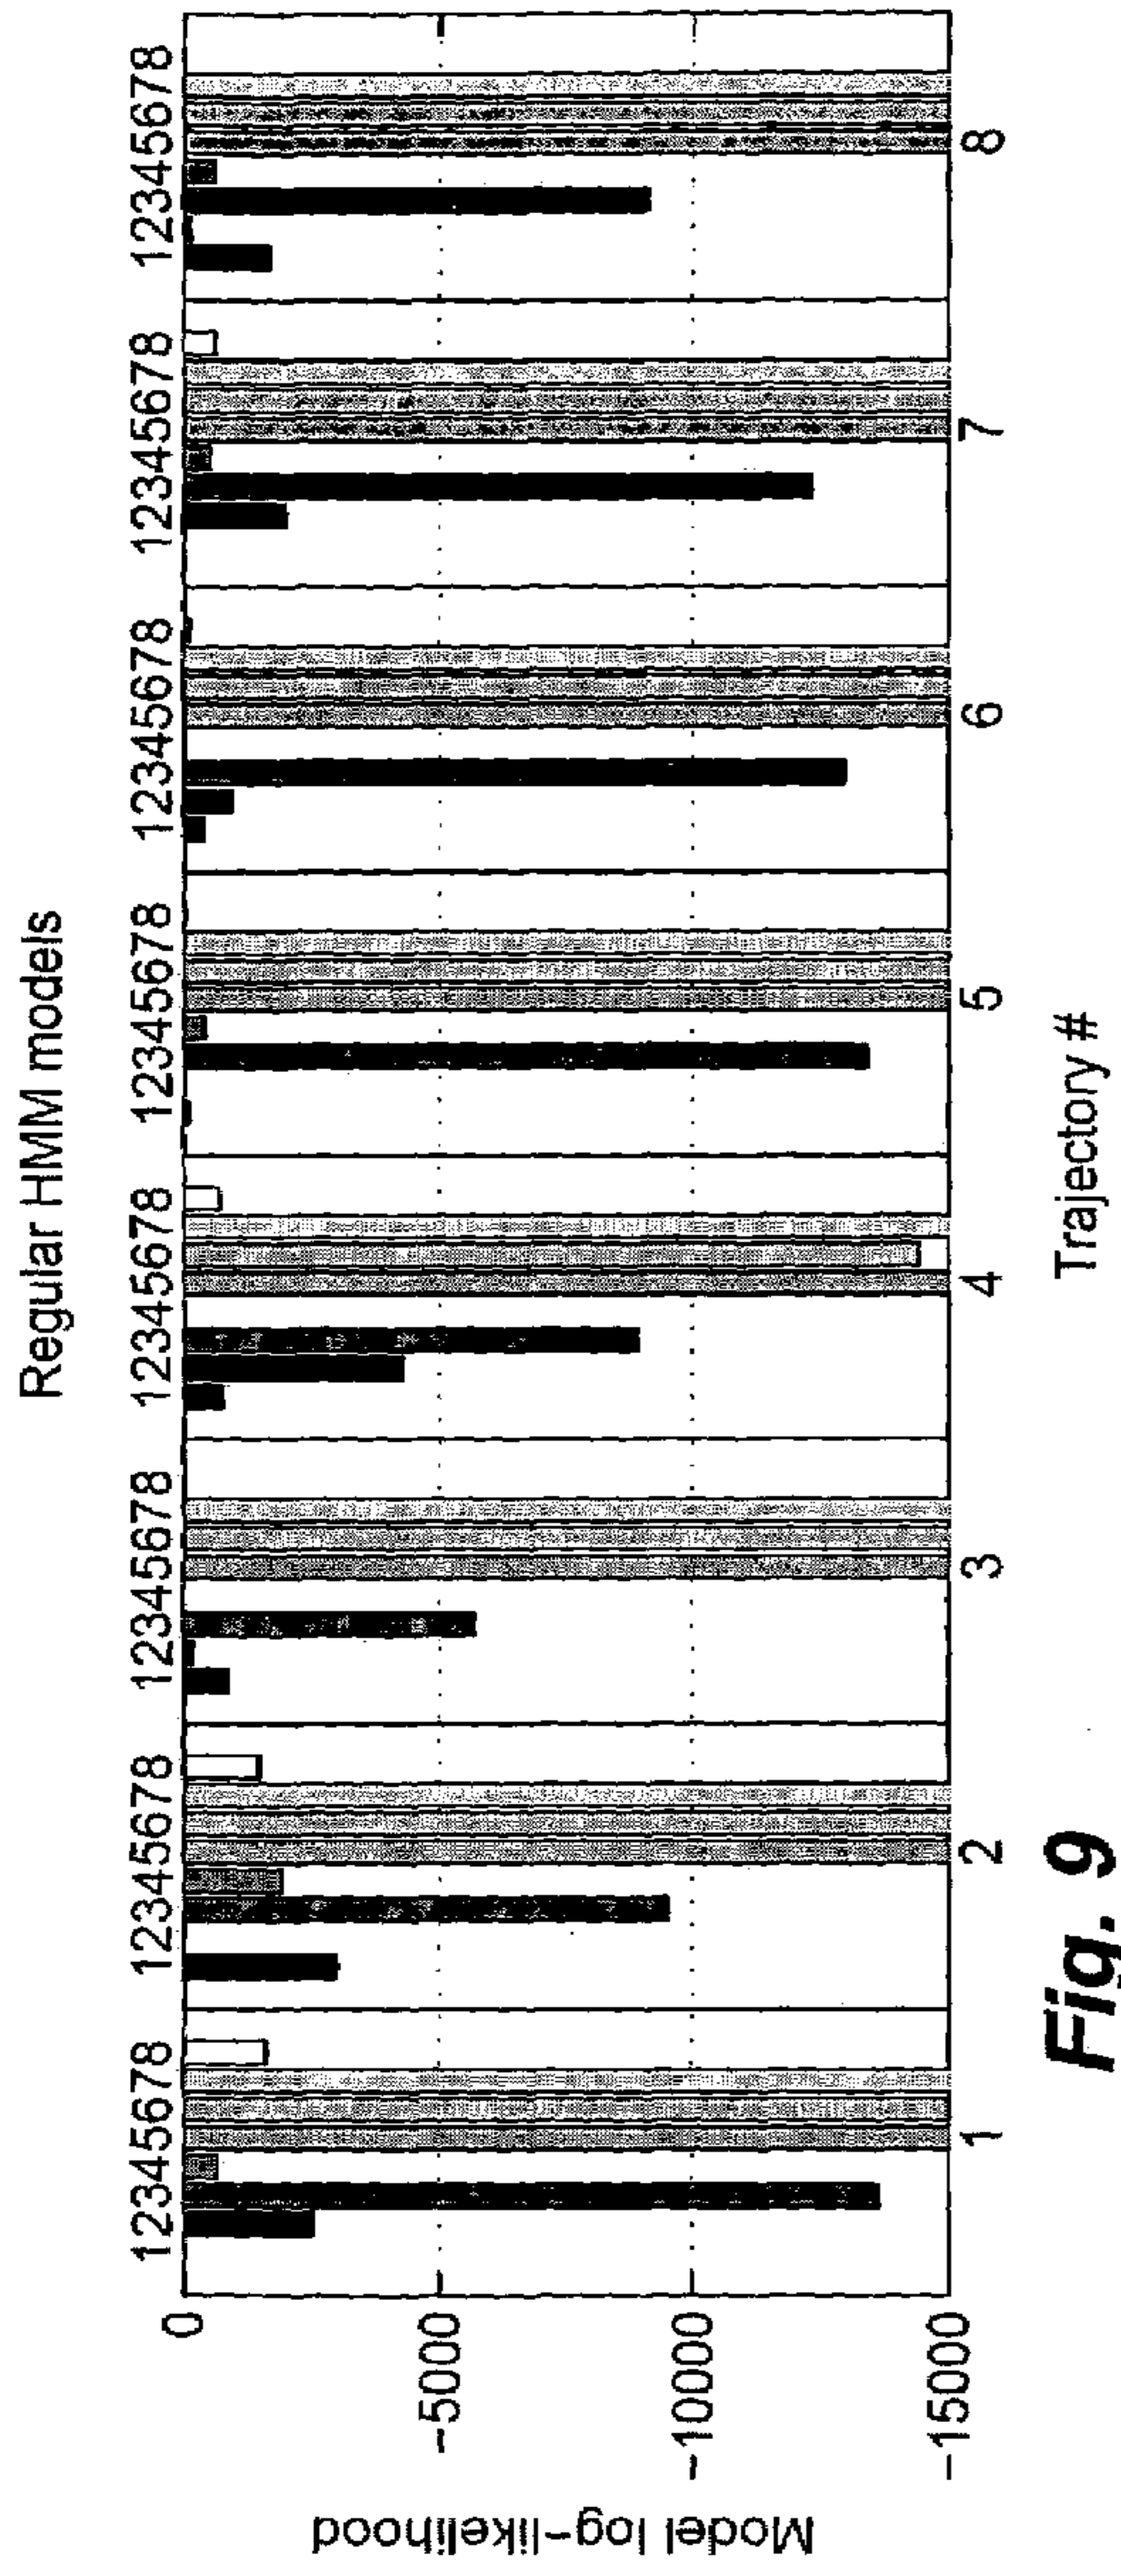 Regular HMM models
12345678 12345678 12345678 12345678 12345678 12345678 12345678 12345678
0
-5000
-10000
-15000
Model log-likelihood
1 2 3 4 5 6 7 8
Trajectory #
Fig. 9